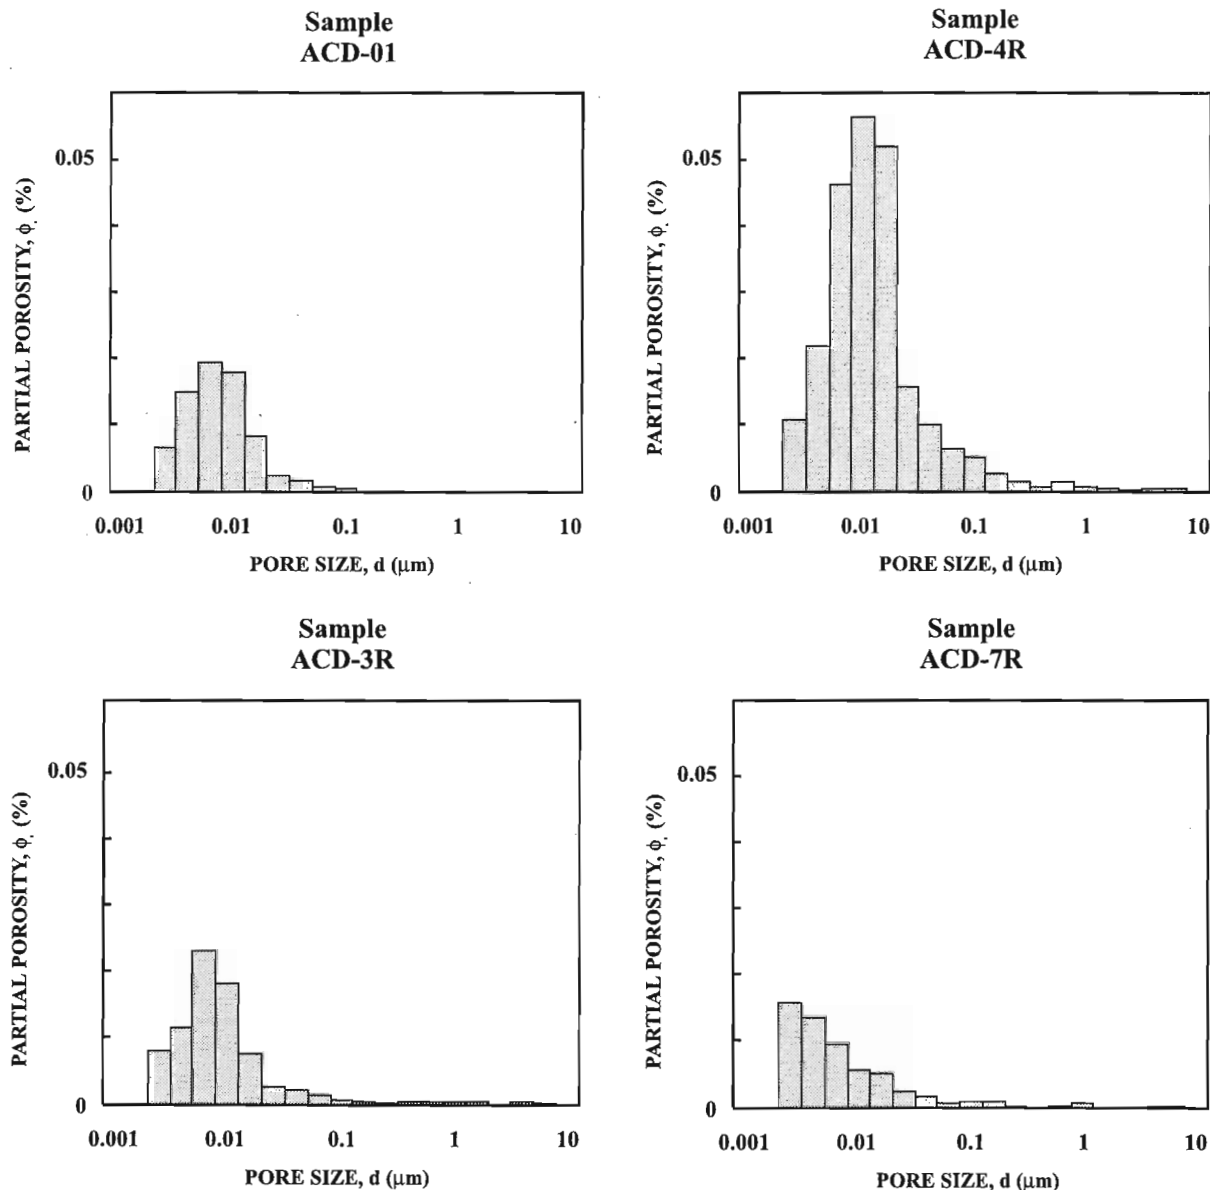 Sample
ACD-01
PARTIAL POROSITY, ϕ. (%)
0.05
0
0.001 0.01 0.1 1 10
PORE SIZE, d (μm)
Sample
ACD-4R
PARTIAL POROSITY, ϕ. (%)
0.05
0
0.001 0.01 0.1 1 10
PORE SIZE, d (μm)
Sample
ACD-3R
PARTIAL POROSITY, ϕ. (%)
0.05
0
0.001 0.01 0.1 1 10
PORE SIZE, d (μm)
Sample
ACD-7R
PARTIAL POROSITY, ϕ. (%)
0.05
0
0.001 0.01 0.1 1 10
PORE SIZE, d (μm)